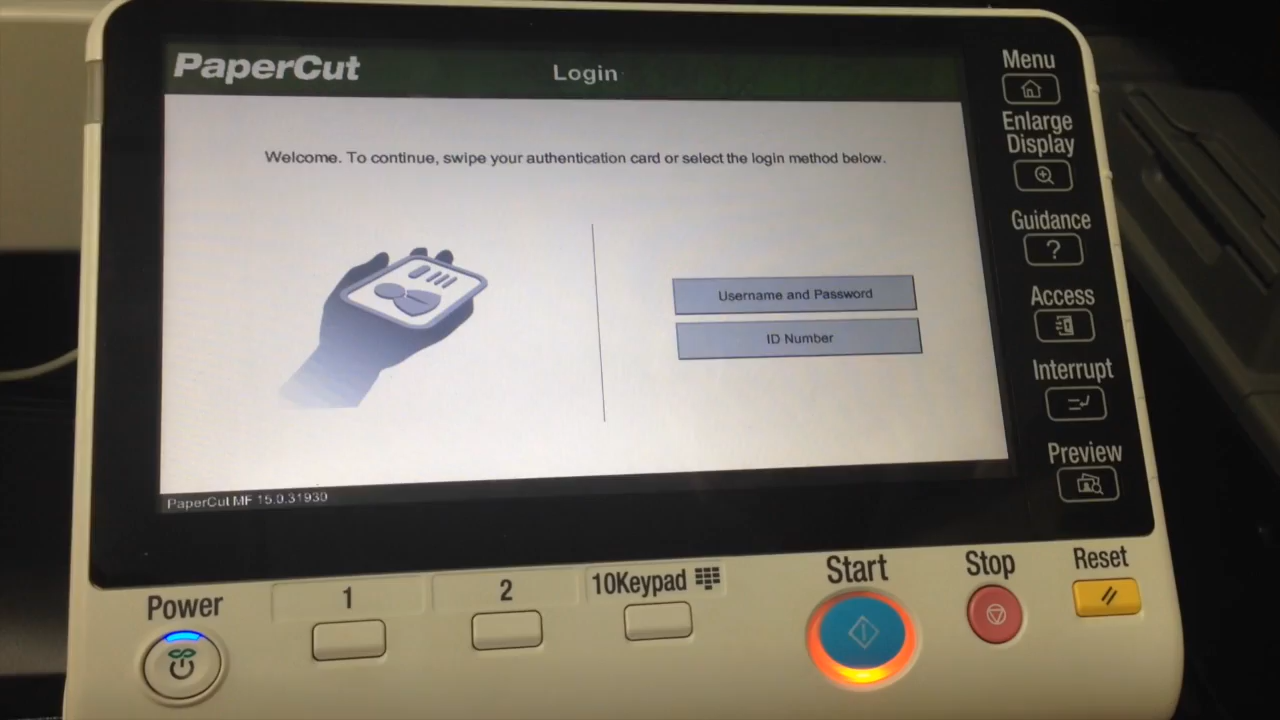 PaperCut
Login
Welcome. To continue, swipe your authentication card or select the login method below.
Username and Password
ID Number
PaperCut MF 15.0.31930
Menu
Enlarge
Display
Guidance
?
Access
Interrupt
Preview
Power
1
2
10Keypad
Start
Stop
Reset